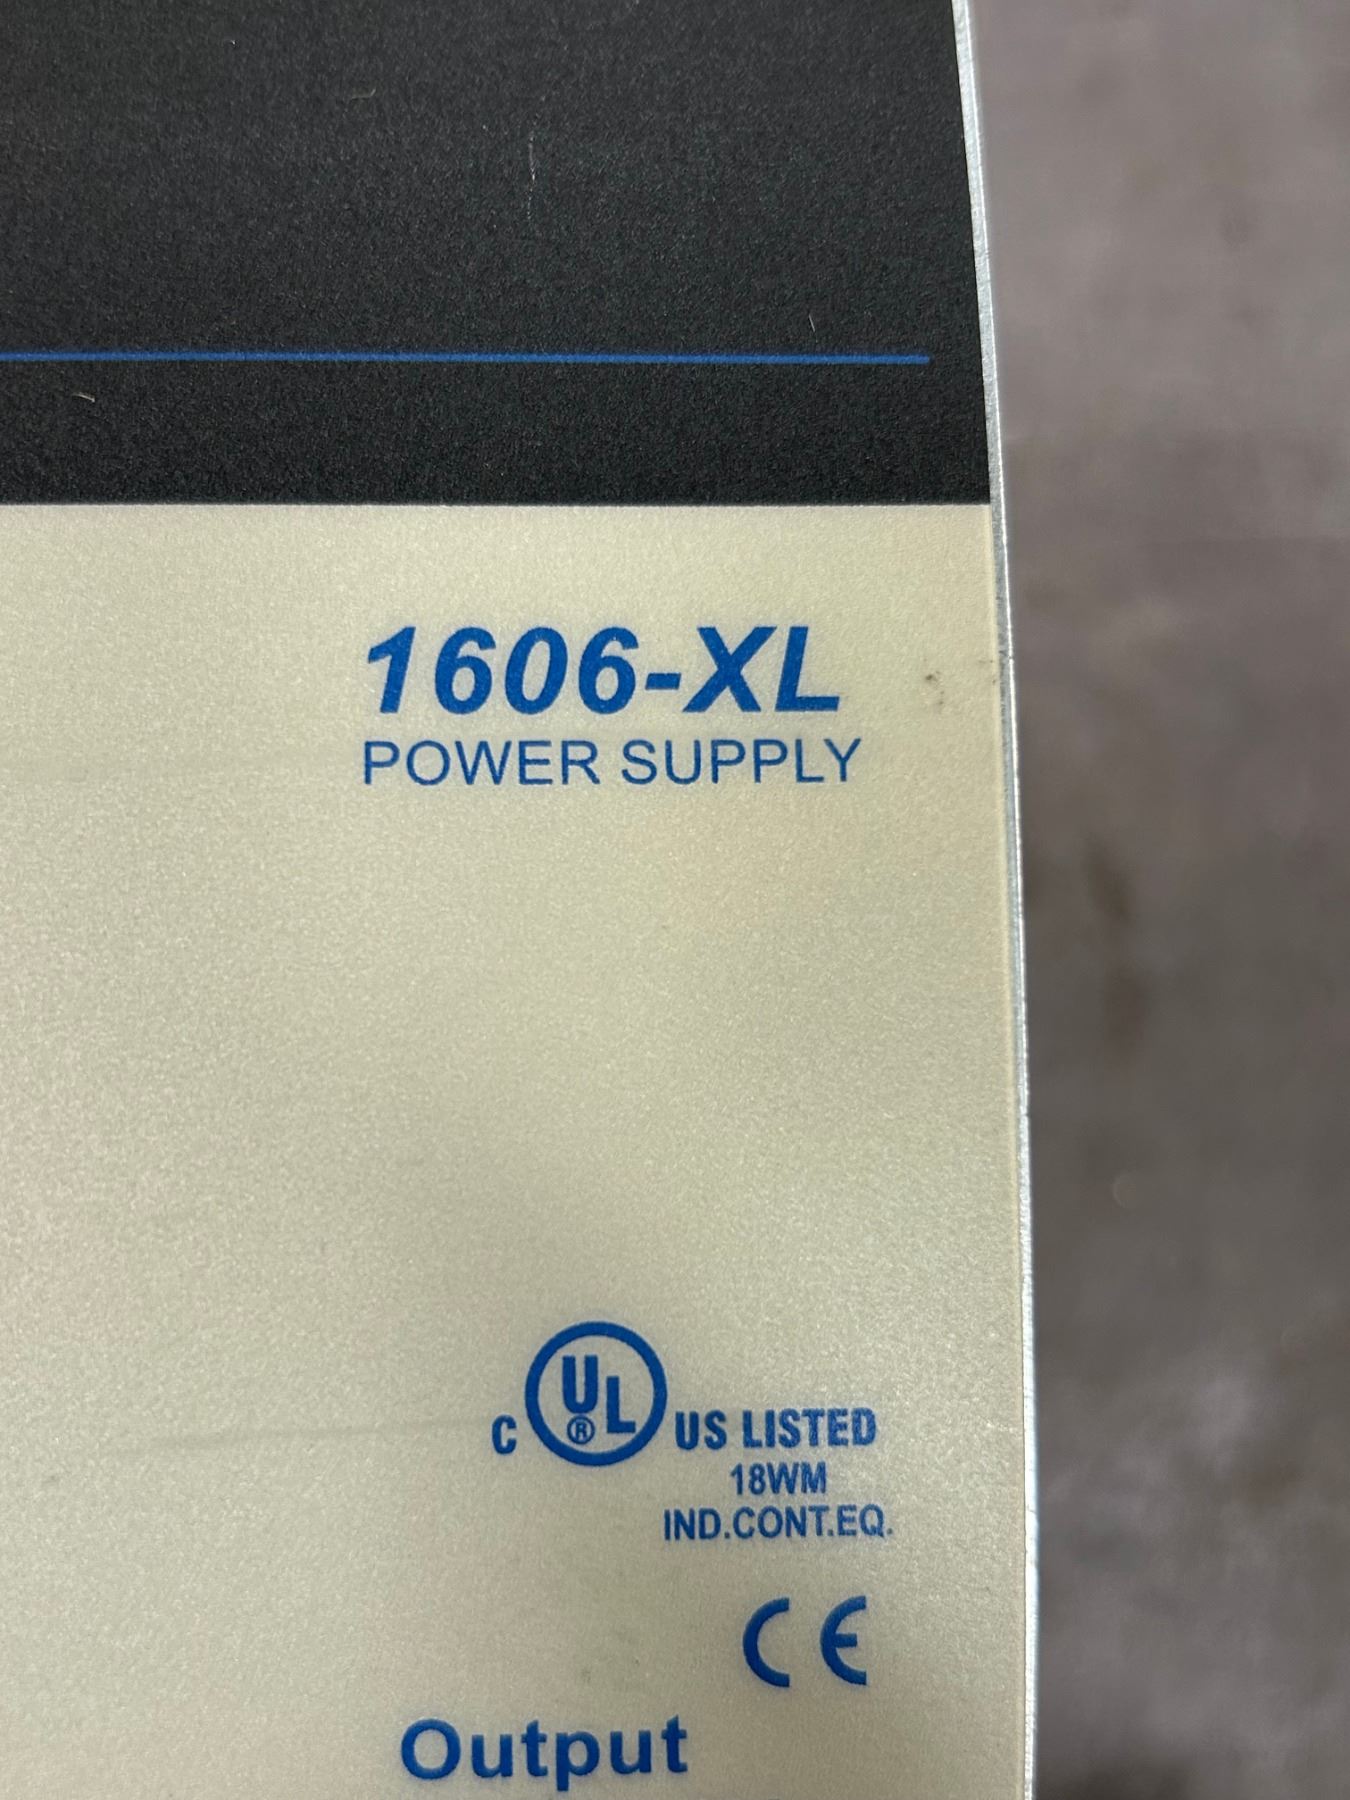 1606-XL
POWER SUPPLY
C UL® US LISTED
18WM
IND.CONT.EQ.
CE
Output